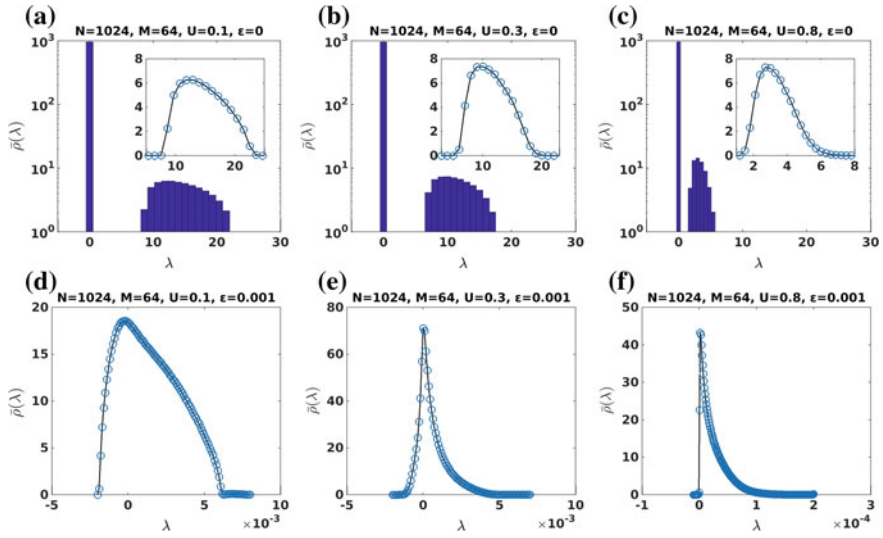 (a) (b) (c)
N=1024, M=64, U=0.1, ε=0 N=1024, M=64, U=0.3, ε=0 N=1024, M=64, U=0.8, ε=0
10³ 10³ 10³
8 8 8
6 6 6
4 4 4
2 2 2
0 0 0
10 20 10 20 2 4 6 8
10² 10² 10²
ρ̄(λ) ρ̄(λ) ρ̄(λ)
10¹ 10¹ 10¹
10⁰ 10⁰ 10⁰
0 10 20 30 0 10 20 30 0 10 20 30
λ λ λ
(d) (e) (f)
N=1024, M=64, U=0.1, ε=0.001 N=1024, M=64, U=0.3, ε=0.001 N=1024, M=64, U=0.8, ε=0.001
20 80 50
15 60 40
10 40 30
5 20 20
0 0 10
0
ρ̄(λ) ρ̄(λ) ρ̄(λ)
-5 0 5 10 -5 0 5 10 -1 0 1 2 3
λ ×10⁻³ λ ×10⁻³ λ ×10⁻⁴